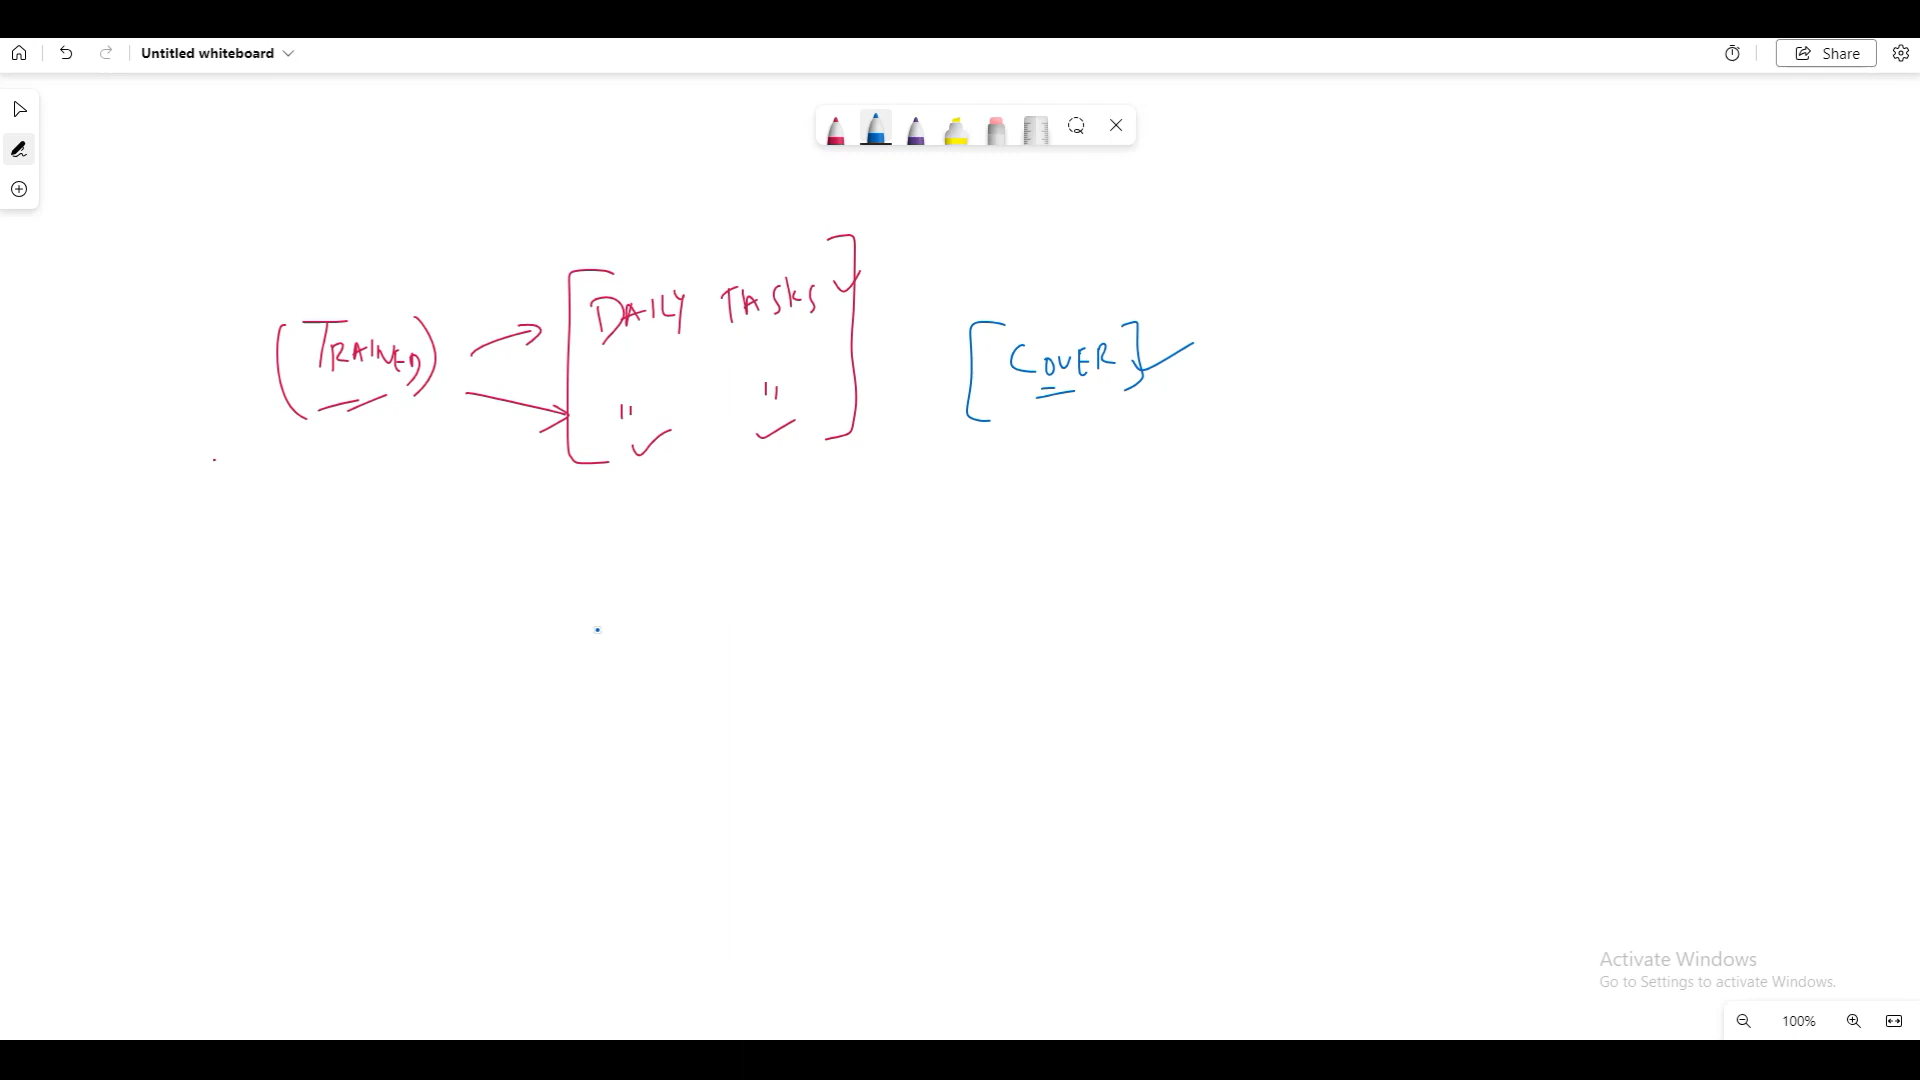 Untitled whiteboard
Share
(TRAINED)
[DAILY TASKS]
" "
[COVER]
Activate Windows
Go to Settings to activate Windows.
100%